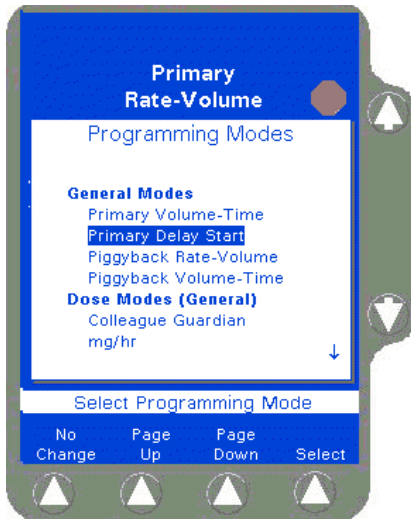 Primary
Rate-Volume
Programming Modes
General Modes
Primary Volume-Time
Primary Delay Start
Piggyback Rate-Volume
Piggyback Volume-Time
Dose Modes (General)
Colleague Guardian
mg/hr
Select Programming Mode
No Change Page Up Page Down Select